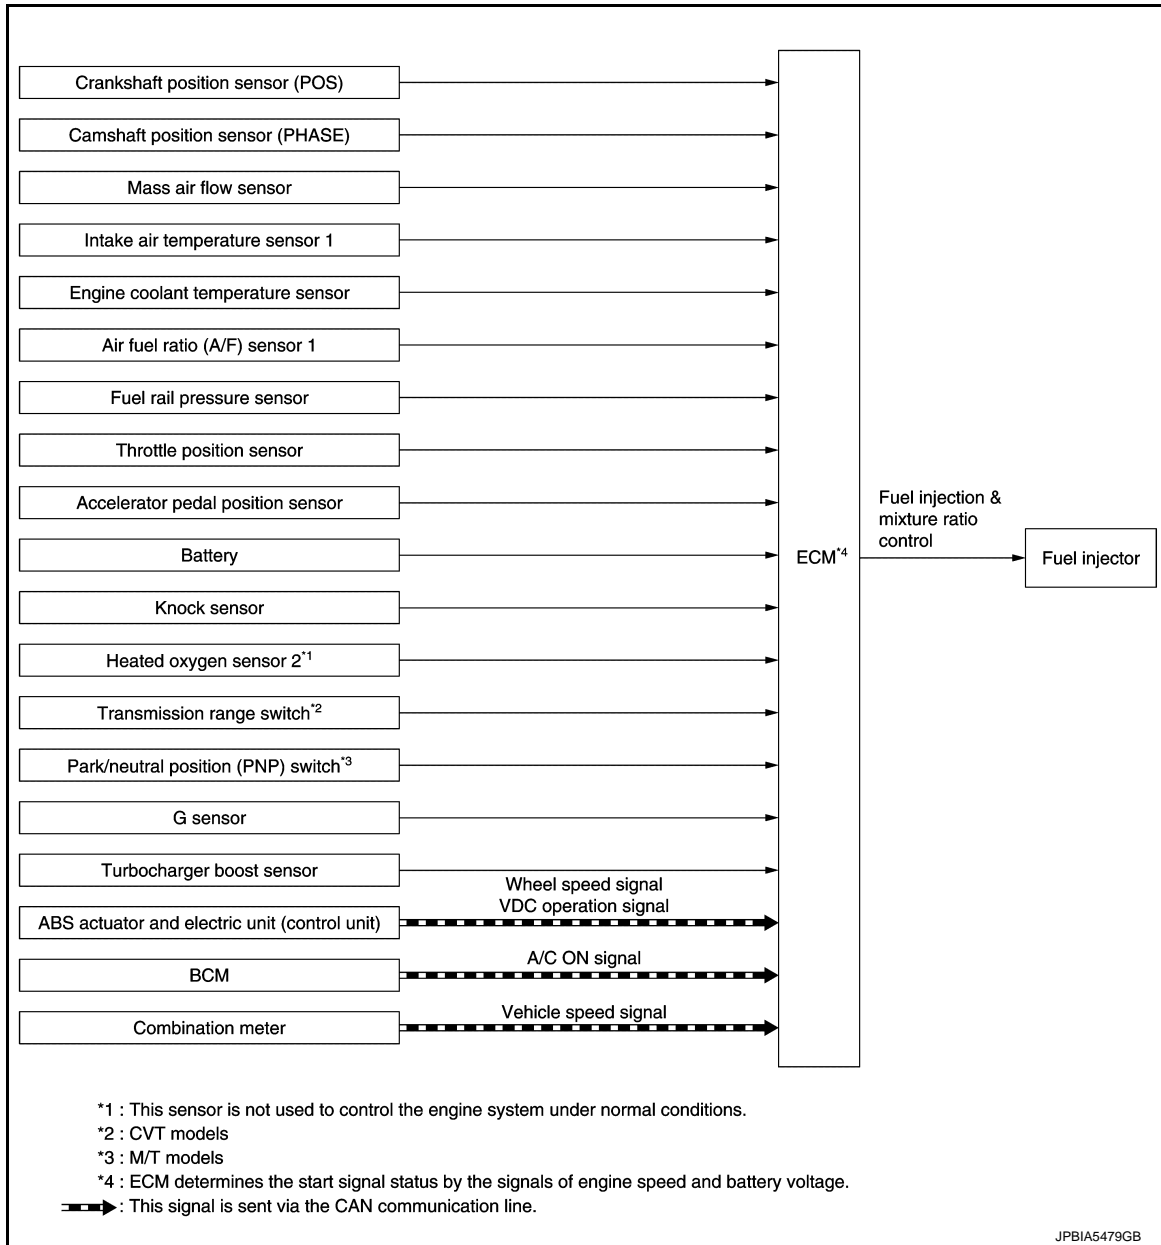 Crankshaft position sensor (POS)
Camshaft position sensor (PHASE)
Mass air flow sensor
Intake air temperature sensor 1
Engine coolant temperature sensor
Air fuel ratio (A/F) sensor 1
Fuel rail pressure sensor
Throttle position sensor
Accelerator pedal position sensor
Battery
Knock sensor
Heated oxygen sensor 2*1
Transmission range switch*2
Park/neutral position (PNP) switch*3
G sensor
Turbocharger boost sensor
ABS actuator and electric unit (control unit)
Wheel speed signal
VDC operation signal
BCM
A/C ON signal
Combination meter
Vehicle speed signal
ECM*4
Fuel injection &
mixture ratio
control
Fuel injector
*1 : This sensor is not used to control the engine system under normal conditions.
*2 : CVT models
*3 : M/T models
*4 : ECM determines the start signal status by the signals of engine speed and battery voltage.
: This signal is sent via the CAN communication line.
JPBIA5479GB